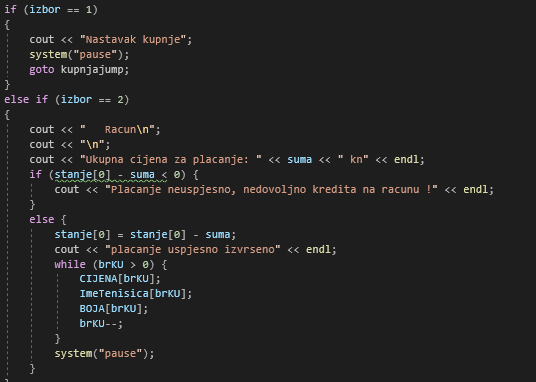 if (izbor == 1)
{
cout << "Nastavak kupnje";
system("pause");
goto kupnjajump;
}
else if (izbor == 2)
{
cout << "   Racun\n";
cout << "\n";
cout << "Ukupna cijena za placanje: " << suma << " kn" << endl;
if (stanje[0] - suma < 0) {
cout << "Placanje neuspjesno, nedovoljno kredita na racunu !" << endl;
}
else {
stanje[0] = stanje[0] - suma;
cout << "placanje uspjesno izvrseno" << endl;
while (brKU > 0) {
CIJENA[brKU];
ImeTenisica[brKU];
BOJA[brKU];
brKU--;
}
system("pause");
}
}